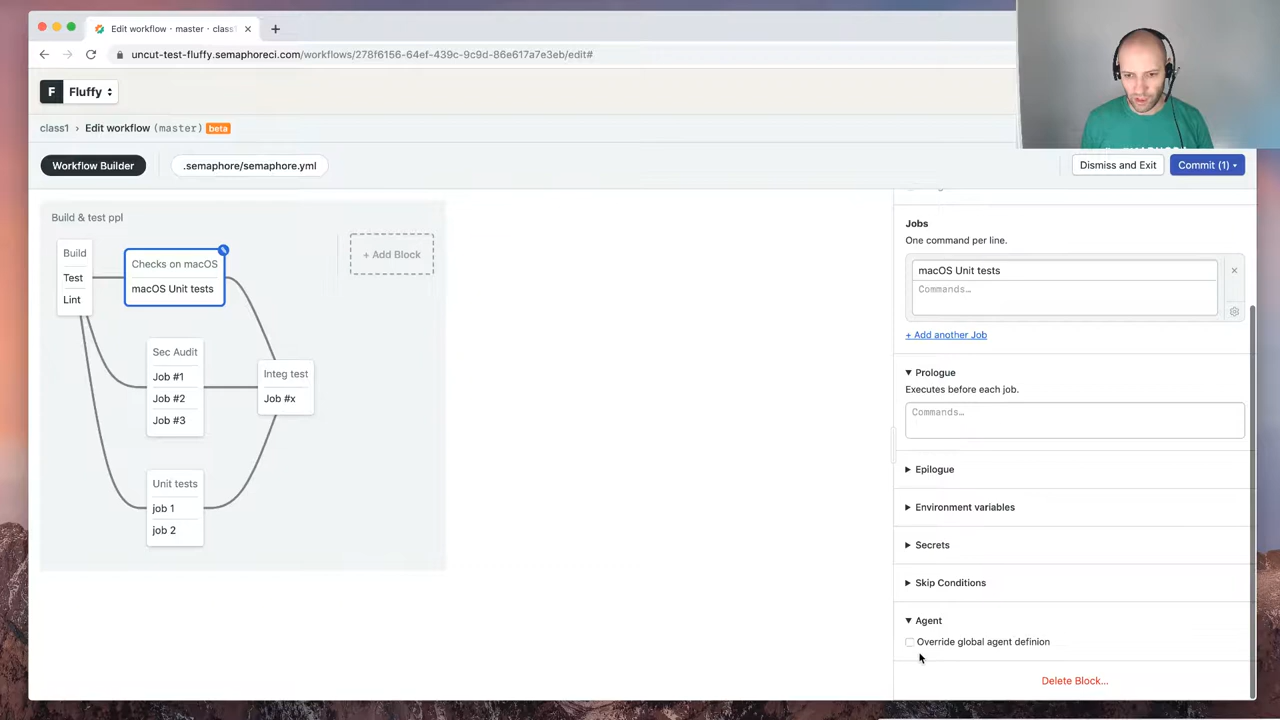 Edit workflow · master · class1
uncut-test-fluffy.semaphoreci.com/workflows/278f6156-64ef-439c-9c9d-86e617a7e3eb/edit#
F Fluffy
class1 › Edit workflow (master) beta
Workflow Builder
.semaphore/semaphore.yml
Dismiss and Exit
Commit (1)
Build & test ppl
Build
Test
Lint
Checks on macOS
macOS Unit tests
Sec Audit
Job #1
Job #2
Job #3
Unit tests
job 1
job 2
Integ test
Job #x
+ Add Block
Jobs
One command per line.
macOS Unit tests
Commands…
+ Add another Job
Prologue
Executes before each job.
Commands…
Epilogue
Environment variables
Secrets
Skip Conditions
Agent
Override global agent definion
Delete Block...